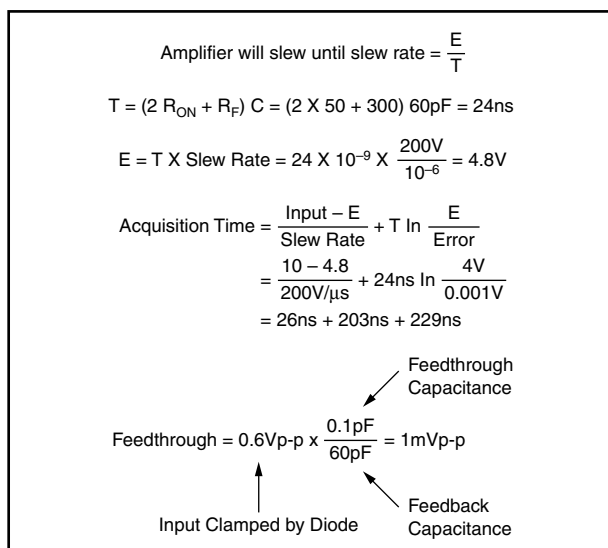 Amplifier will slew until slew rate = E/T
T = (2 R_ON + R_F) C = (2 X 50 + 300) 60pF = 24ns
E = T X Slew Rate = 24 X 10^–9 X 200V/10^–6 = 4.8V
Acquisition Time = Input – E/Slew Rate + T In E/Error
= 10 – 4.8/200V/µs + 24ns In 4V/0.001V
= 26ns + 203ns + 229ns
Feedthrough
Capacitance
Feedthrough = 0.6Vp-p x 0.1pF/60pF = 1mVp-p
Input Clamped by Diode
Feedback
Capacitance